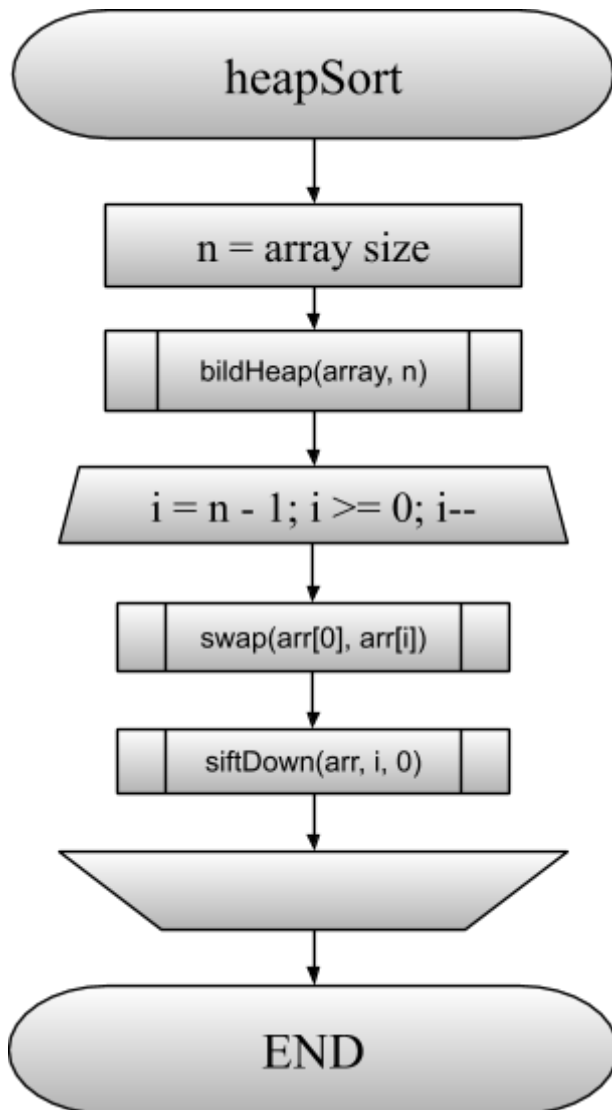 heapSort
n = array size
bildHeap(array, n)
i = n - 1; i >= 0; i--
swap(arr[0], arr[i])
siftDown(arr, i, 0)
END